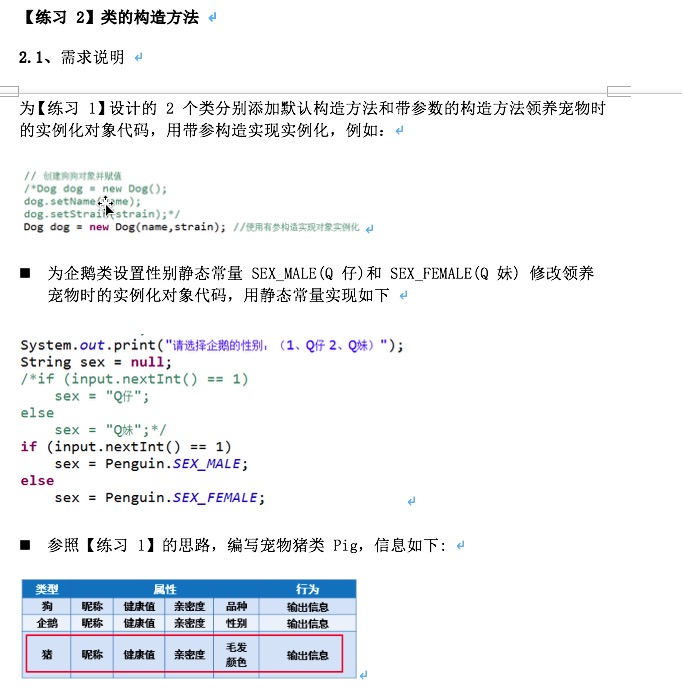 【练习 2】类的构造方法
2.1、需求说明
为【练习 1】设计的 2 个类分别添加默认构造方法和带参数的构造方法领养宠物时
的实例化对象代码，用带参构造实现实例化，例如：
// 创建狗狗对象并赋值
/*Dog dog = new Dog();
dog.setName(name);
dog.setStrain(strain);*/
Dog dog = new Dog(name,strain); //使用有参构造实现对象实例化
■ 为企鹅类设置性别静态常量 SEX_MALE(Q 仔)和 SEX_FEMALE(Q 妹) 修改领养
宠物时的实例化对象代码，用静态常量实现如下
System.out.print("请选择企鹅的性别：（1、Q仔 2、Q妹）");
String sex = null;
/*if (input.nextInt() == 1)
sex = "Q仔";
else
sex = "Q妹";*/
if (input.nextInt() == 1)
sex = Penguin.SEX_MALE;
else
sex = Penguin.SEX_FEMALE;
■ 参照【练习 1】的思路，编写宠物猪类 Pig，信息如下:
类型 属性 行为
狗 昵称 健康值 亲密度 品种 输出信息
企鹅 昵称 健康值 亲密度 性别 输出信息
猪 昵称 健康值 亲密度 毛发颜色 输出信息